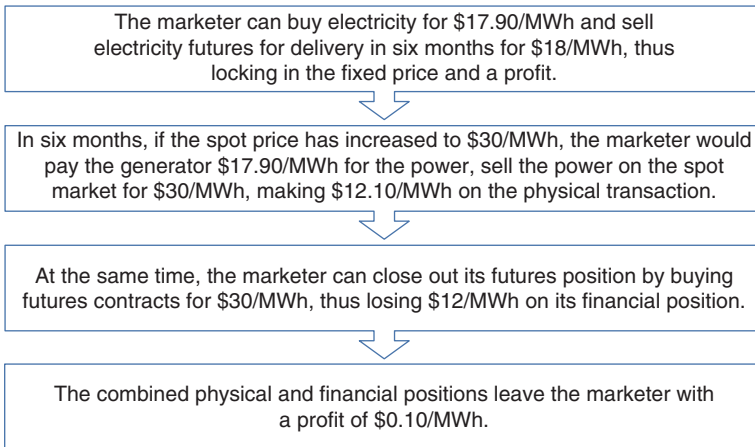 The marketer can buy electricity for $17.90/MWh and sell
electricity futures for delivery in six months for $18/MWh, thus
locking in the fixed price and a profit.
In six months, if the spot price has increased to $30/MWh, the marketer would
pay the generator $17.90/MWh for the power, sell the power on the spot
market for $30/MWh, making $12.10/MWh on the physical transaction.
At the same time, the marketer can close out its futures position by buying
futures contracts for $30/MWh, thus losing $12/MWh on its financial position.
The combined physical and financial positions leave the marketer with
a profit of $0.10/MWh.